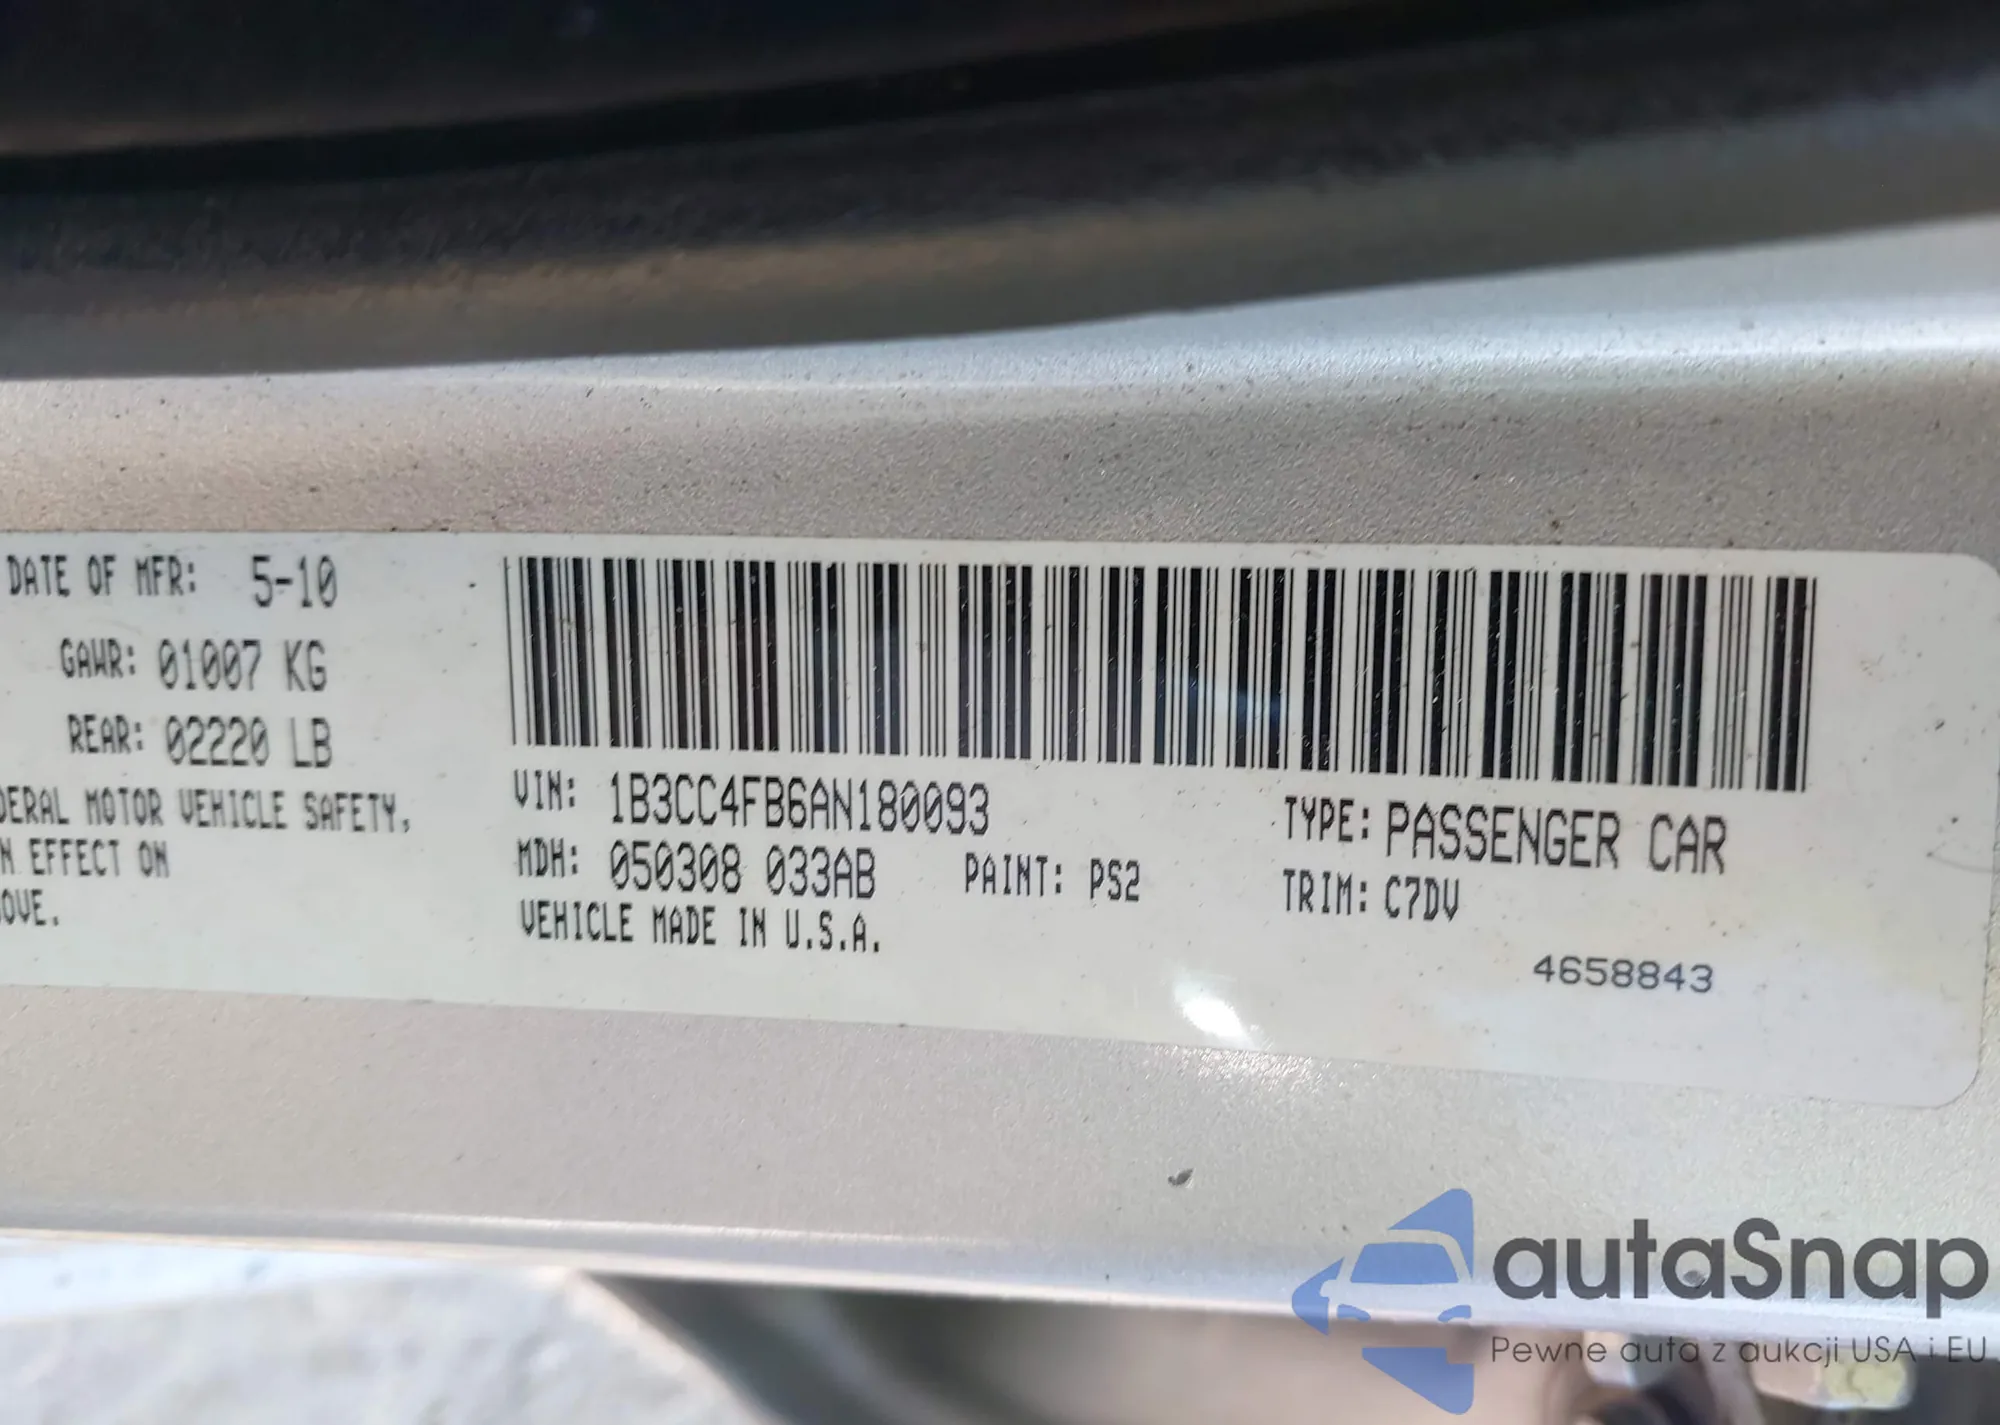 DATE OF MFR: 5-10
GAWR: 01007 KG
REAR: 02220 LB
DERAL MOTOR VEHICLE SAFETY,
N EFFECT ON
OVE.
VIN: 1B3CC4FB6AN180093
TYPE: PASSENGER CAR
MDH: 050308 033AB
PAINT: PS2
TRIM: C7DV
VEHICLE MADE IN U.S.A.
4658843
autaSnap
Pewne auta z aukcji USA i EU